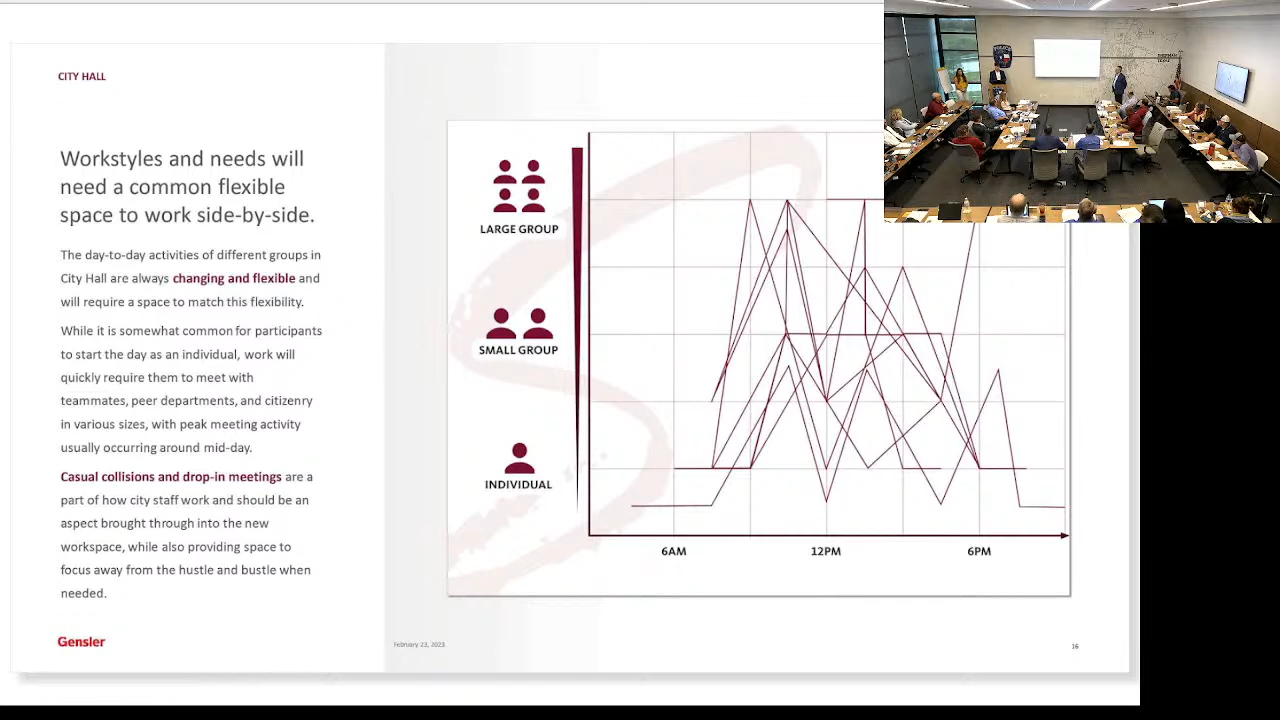 CITY HALL
Workstyles and needs will
need a common flexible
space to work side-by-side.
The day-to-day activities of different groups in
City Hall are always changing and flexible and
will require a space to match this flexibility.
While it is somewhat common for participants
to start the day as an individual, work will
quickly require them to meet with
teammates, peer departments, and citizenry
in various sizes, with peak meeting activity
usually occurring around mid-day.
Casual collisions and drop-in meetings are a
part of how city staff work and should be an
aspect brought through into the new
workspace, while also providing space to
focus away from the hustle and bustle when
needed.
Gensler
LARGE GROUP
SMALL GROUP
INDIVIDUAL
6AM
12PM
6PM
February 23, 2023
16
POLICE